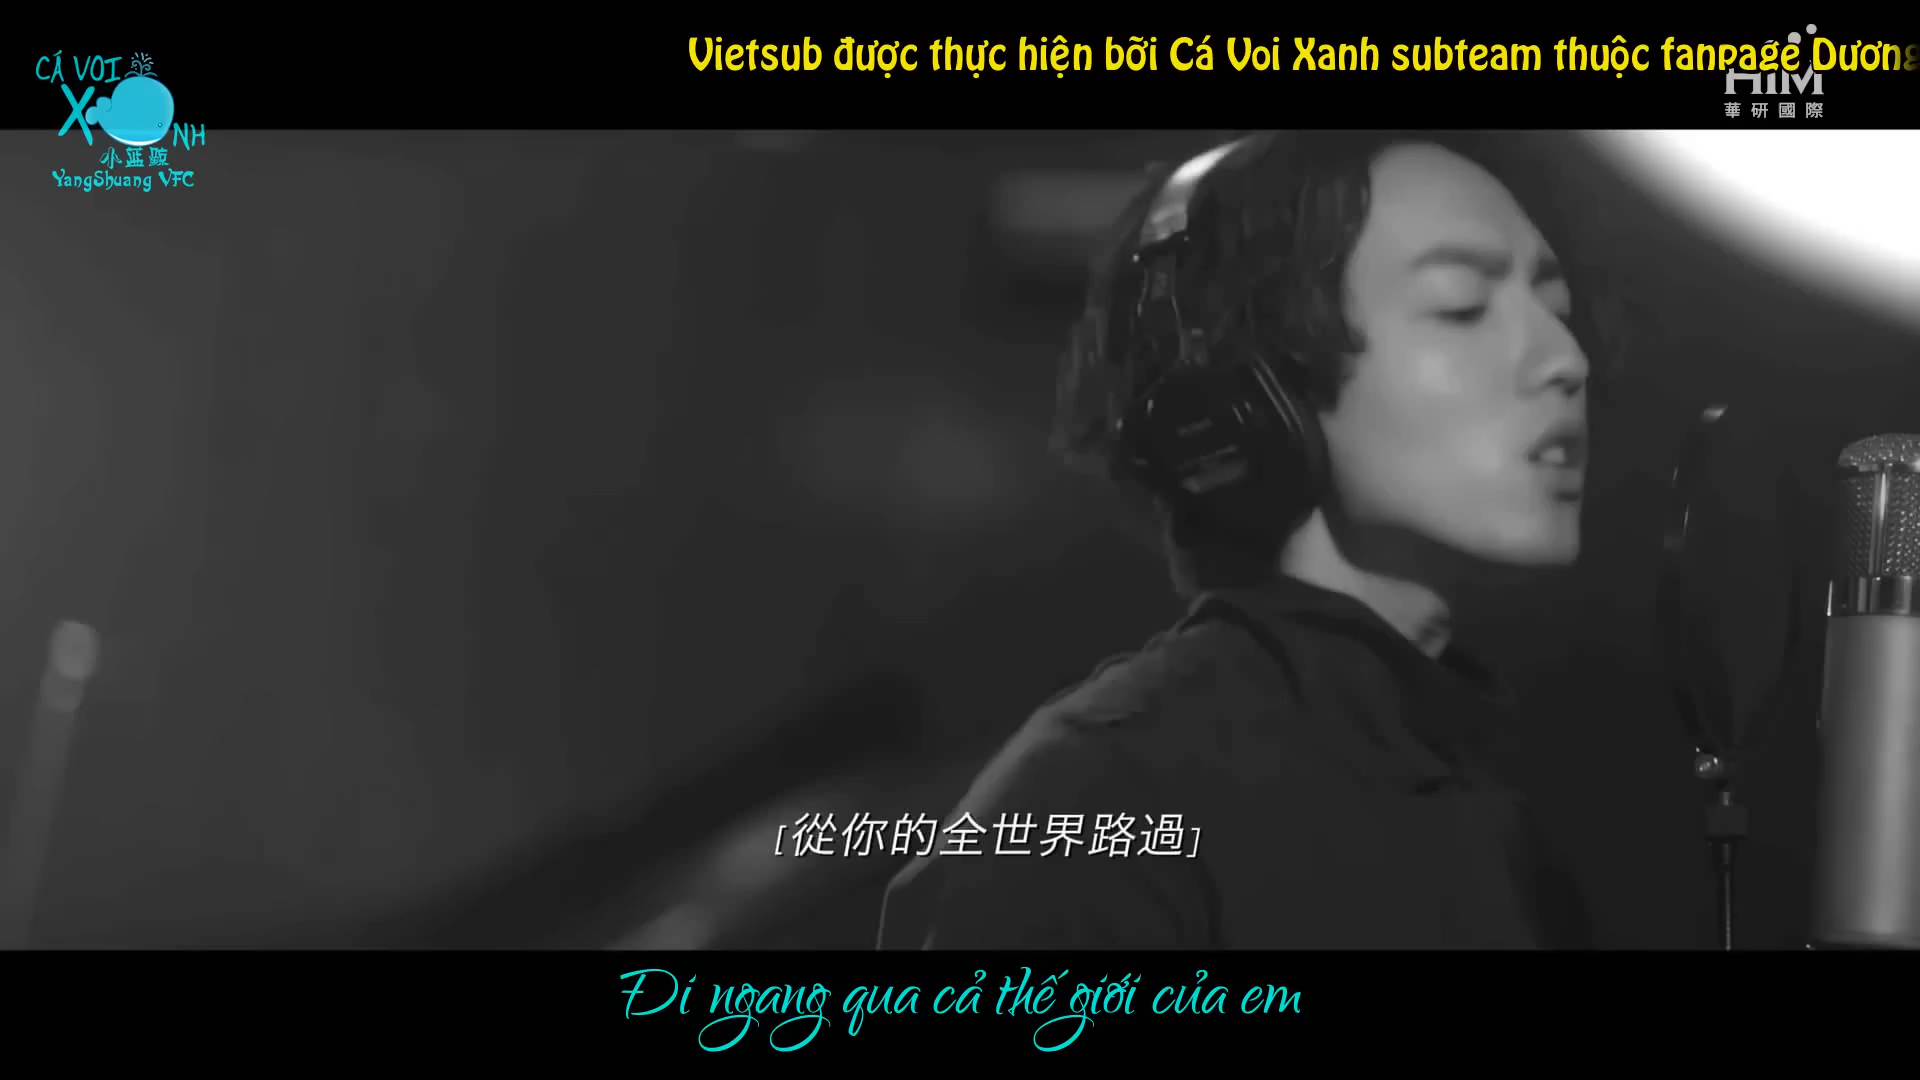 Vietsub được thực hiện bỡi Cá Voi Xanh subteam thuộc fanpage Dương
CÁ VOI
X NH
小藍鯨
YangShuang VFC
HIM
華研國際
[從你的全世界路過]
Đi ngang qua cả thế giới của em